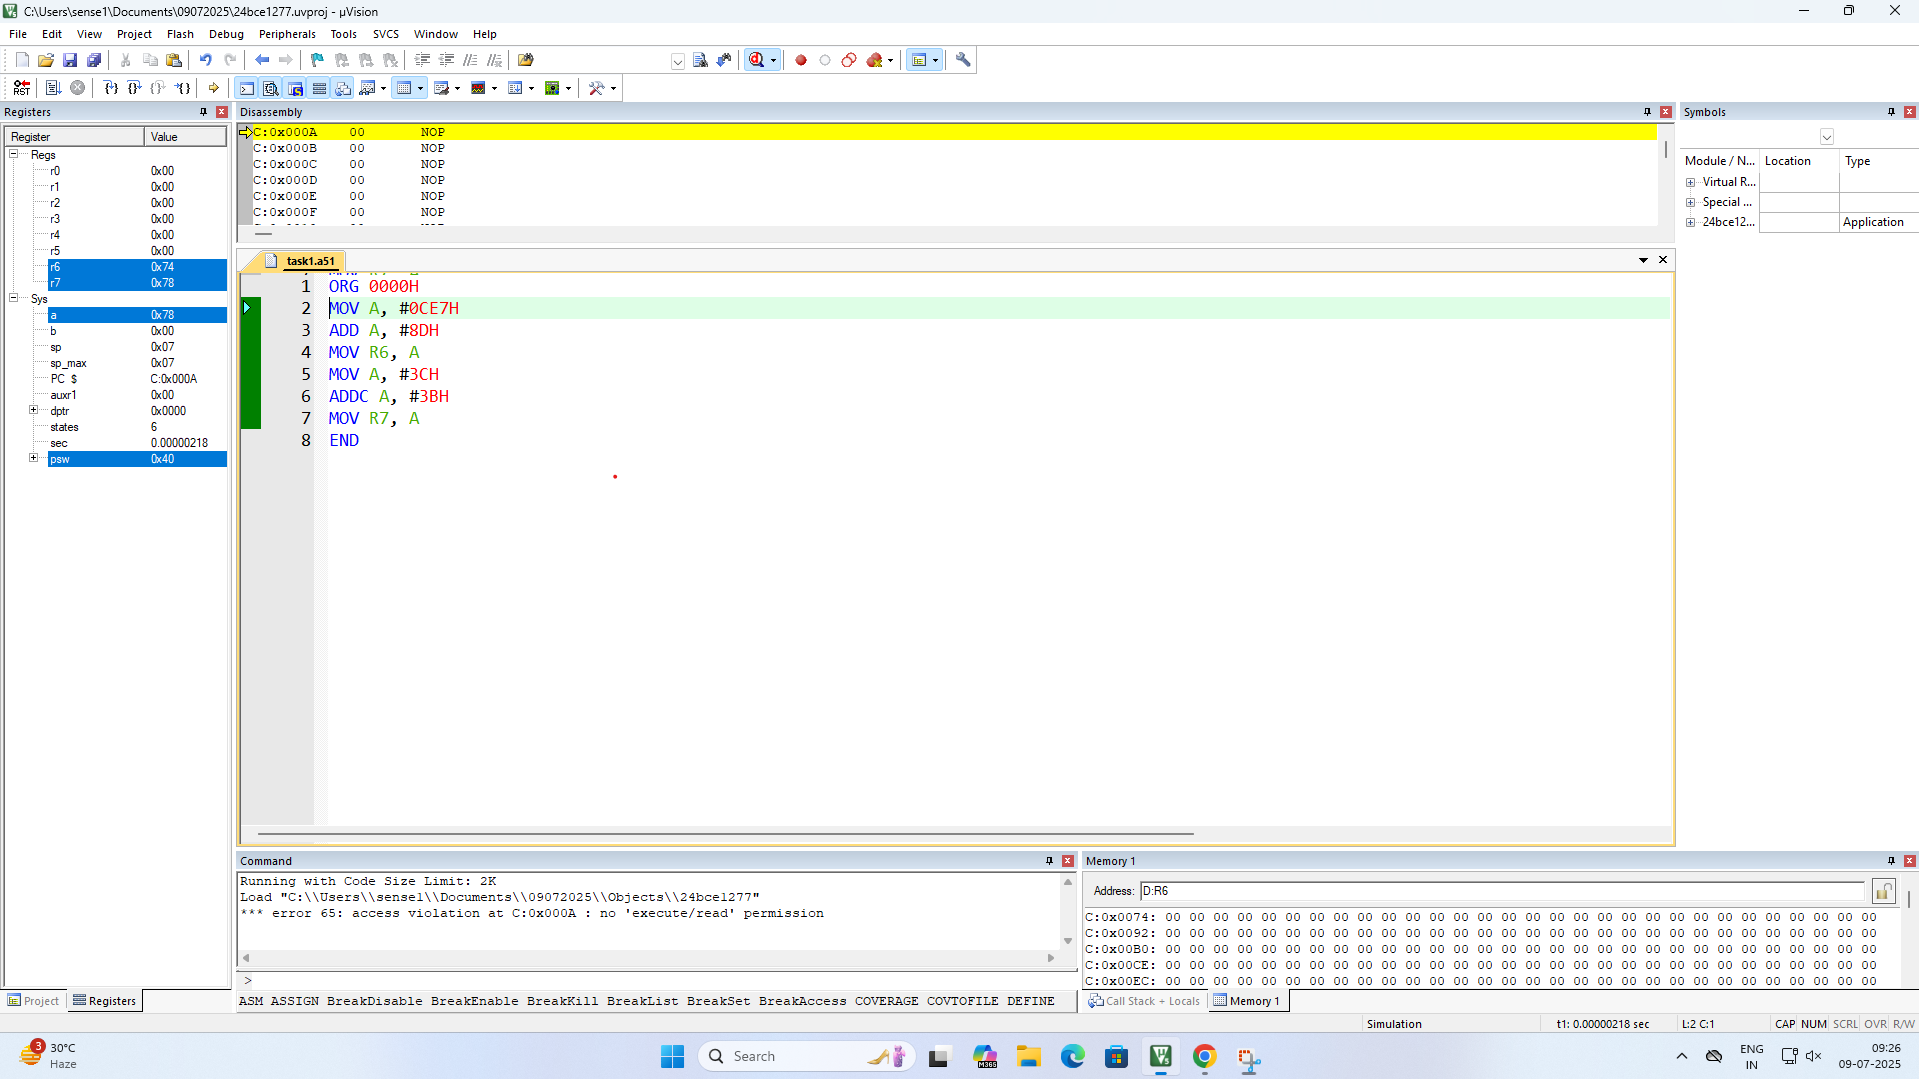 C:\Users\sense1\Documents\09072025\24bce1277.uvproj - µVision
File Edit View Project Flash Debug Peripherals Tools SVCS Window Help
Registers
Register Value
Regs
r0 0x00
r1 0x00
r2 0x00
r3 0x00
r4 0x00
r5 0x00
r6 0x74
r7 0x78
Sys
a 0x78
b 0x00
sp 0x07
sp_max 0x07
PC $ C:0x000A
auxr1 0x00
dptr 0x0000
states 6
sec 0.00000218
psw 0x40
Project Registers
Disassembly
C:0x000A 00 NOP
C:0x000B 00 NOP
C:0x000C 00 NOP
C:0x000D 00 NOP
C:0x000E 00 NOP
C:0x000F 00 NOP
task1.a51
1 ORG 0000H
2 MOV A, #0CE7H
3 ADD A, #8DH
4 MOV R6, A
5 MOV A, #3CH
6 ADDC A, #3BH
7 MOV R7, A
8 END
Symbols
Module / N... Location Type
Virtual R...
Special ...
24bce12... Application
Command
Running with Code Size Limit: 2K
Load "C:\\Users\\sense1\\Documents\\09072025\\Objects\\24bce1277"
*** error 65: access violation at C:0x000A : no 'execute/read' permission
>
ASM ASSIGN BreakDisable BreakEnable BreakKill BreakList BreakSet BreakAccess COVERAGE COVTOFILE DEFINE
Memory 1
Address: D:R6
C:0x0074: 00 00 00 00 00 00 00 00 00 00 00 00 00 00 00 00 00 00 00 00 00 00 00 00 00 00 00 00 00 00
C:0x0092: 00 00 00 00 00 00 00 00 00 00 00 00 00 00 00 00 00 00 00 00 00 00 00 00 00 00 00 00 00 00
C:0x00B0: 00 00 00 00 00 00 00 00 00 00 00 00 00 00 00 00 00 00 00 00 00 00 00 00 00 00 00 00 00 00
C:0x00CE: 00 00 00 00 00 00 00 00 00 00 00 00 00 00 00 00 00 00 00 00 00 00 00 00 00 00 00 00 00 00
C:0x00EC: 00 00 00 00 00 00 00 00 00 00 00 00 00 00 00 00 00 00 00 00 00 00 00 00 00 00 00 00 00 00
Call Stack + Locals Memory 1
Simulation t1: 0.00000218 sec L:2 C:1 CAP NUM SCRL OVR R/W
3
30°C
Haze
Search
M365
ENG
IN
09:26
09-07-2025